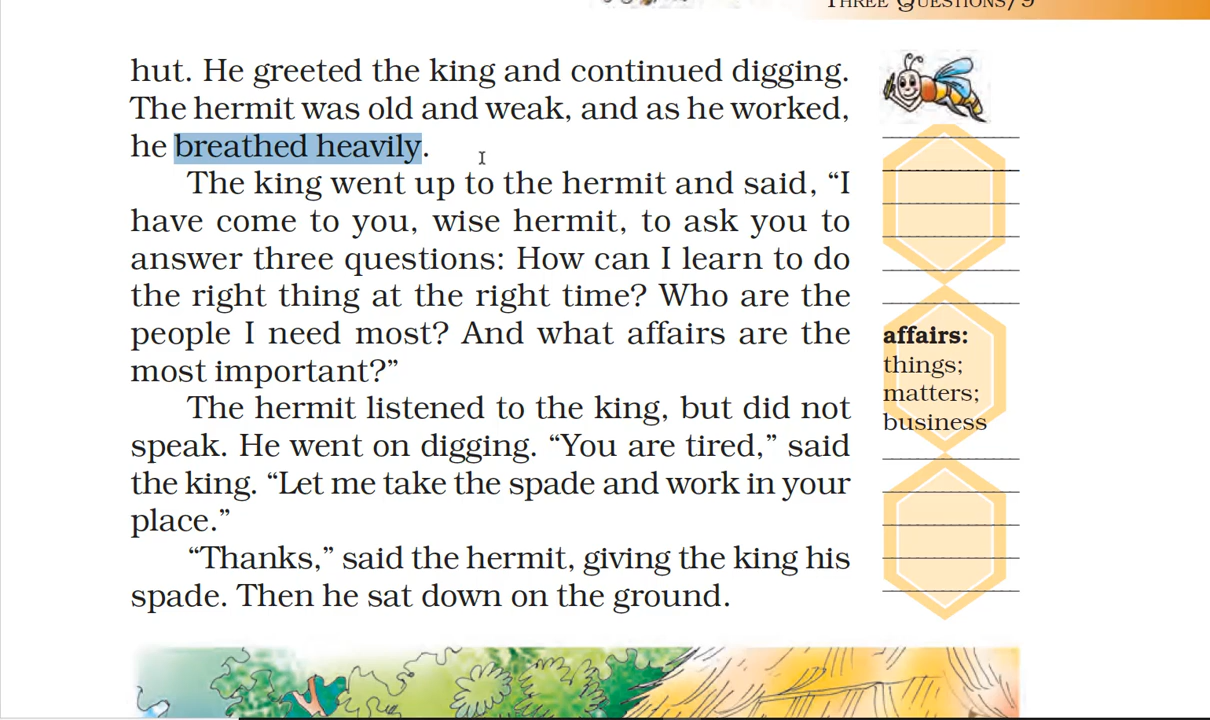 THREE QUESTIONS/9
hut. He greeted the king and continued digging.
The hermit was old and weak, and as he worked,
he breathed heavily.
The king went up to the hermit and said, “I
have come to you, wise hermit, to ask you to
answer three questions: How can I learn to do
the right thing at the right time? Who are the
people I need most? And what affairs are the
most important?”
The hermit listened to the king, but did not
speak. He went on digging. “You are tired,” said
the king. “Let me take the spade and work in your
place.”
“Thanks,” said the hermit, giving the king his
spade. Then he sat down on the ground.
affairs:
things;
matters;
business